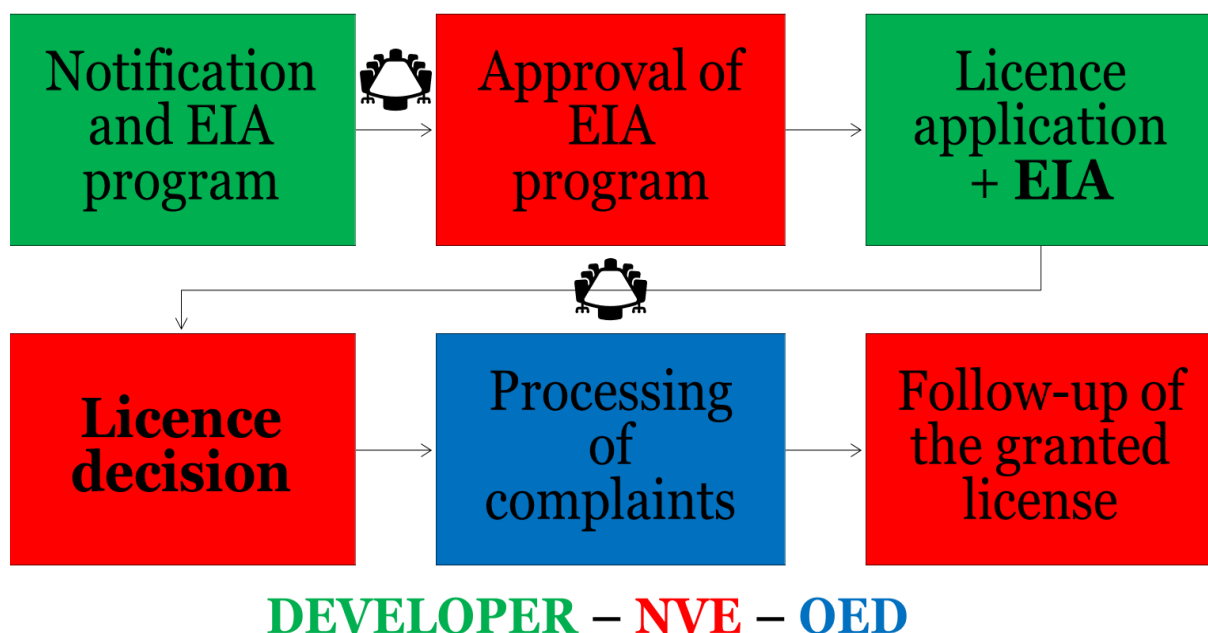 Notification
and EIA
program
Approval of
EIA
program
Licence
application
+ EIA
Licence
decision
Processing
of
complaints
Follow-up of
the granted
license
DEVELOPER – NVE – OED